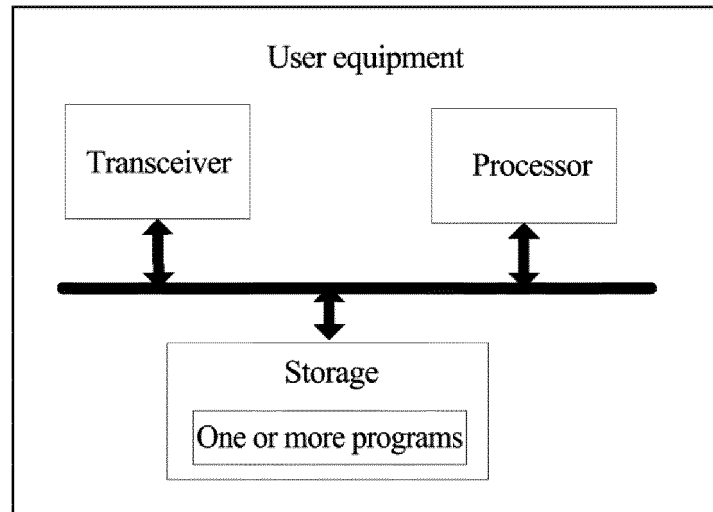 User equipment
Transceiver
Processor
Storage
One or more programs